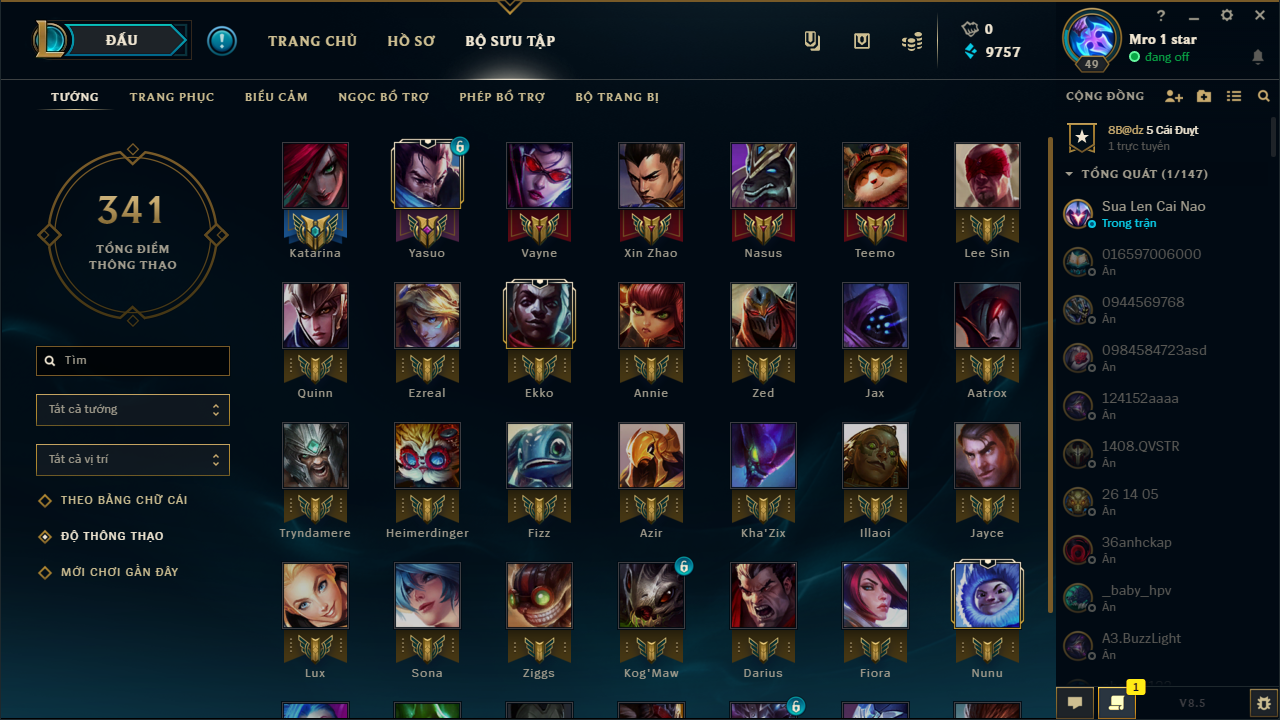 ĐẤU
!
TRANG CHỦ
HỒ SƠ
BỘ SƯU TẬP
0
9757
?
49
Mro 1 star
đang off
TƯỚNG
TRANG PHỤC
BIỂU CẢM
NGỌC BỔ TRỢ
PHÉP BỔ TRỢ
BỘ TRANG BỊ
341
TỔNG ĐIỂM
THÔNG THẠO
Tìm
Tất cả tướng
Tất cả vị trí
THEO BẢNG CHỮ CÁI
ĐỘ THÔNG THẠO
MỚI CHƠI GẦN ĐÂY
6
Katarina
Yasuo
Vayne
Xin Zhao
Nasus
Teemo
Lee Sin
Quinn
Ezreal
Ekko
Annie
Zed
Jax
Aatrox
Tryndamere
Heimerdinger
Fizz
Azir
Kha'Zix
Illaoi
Jayce
6
Lux
Sona
Ziggs
Kog'Maw
Darius
Fiora
Nunu
6
CỘNG ĐỒNG
8B@dz 5 Cái Đuýt
1 trực tuyến
TỔNG QUÁT (1/147)
Sua Len Cai Nao
Trong trận
016597006000
Ẩn
0944569768
Ẩn
0984584723asd
Ẩn
124152aaaa
Ẩn
1408.QVSTR
Ẩn
26 14 05
Ẩn
36anhckap
Ẩn
_baby_hpv
Ẩn
A3.BuzzLight
Ẩn
1
V8.5